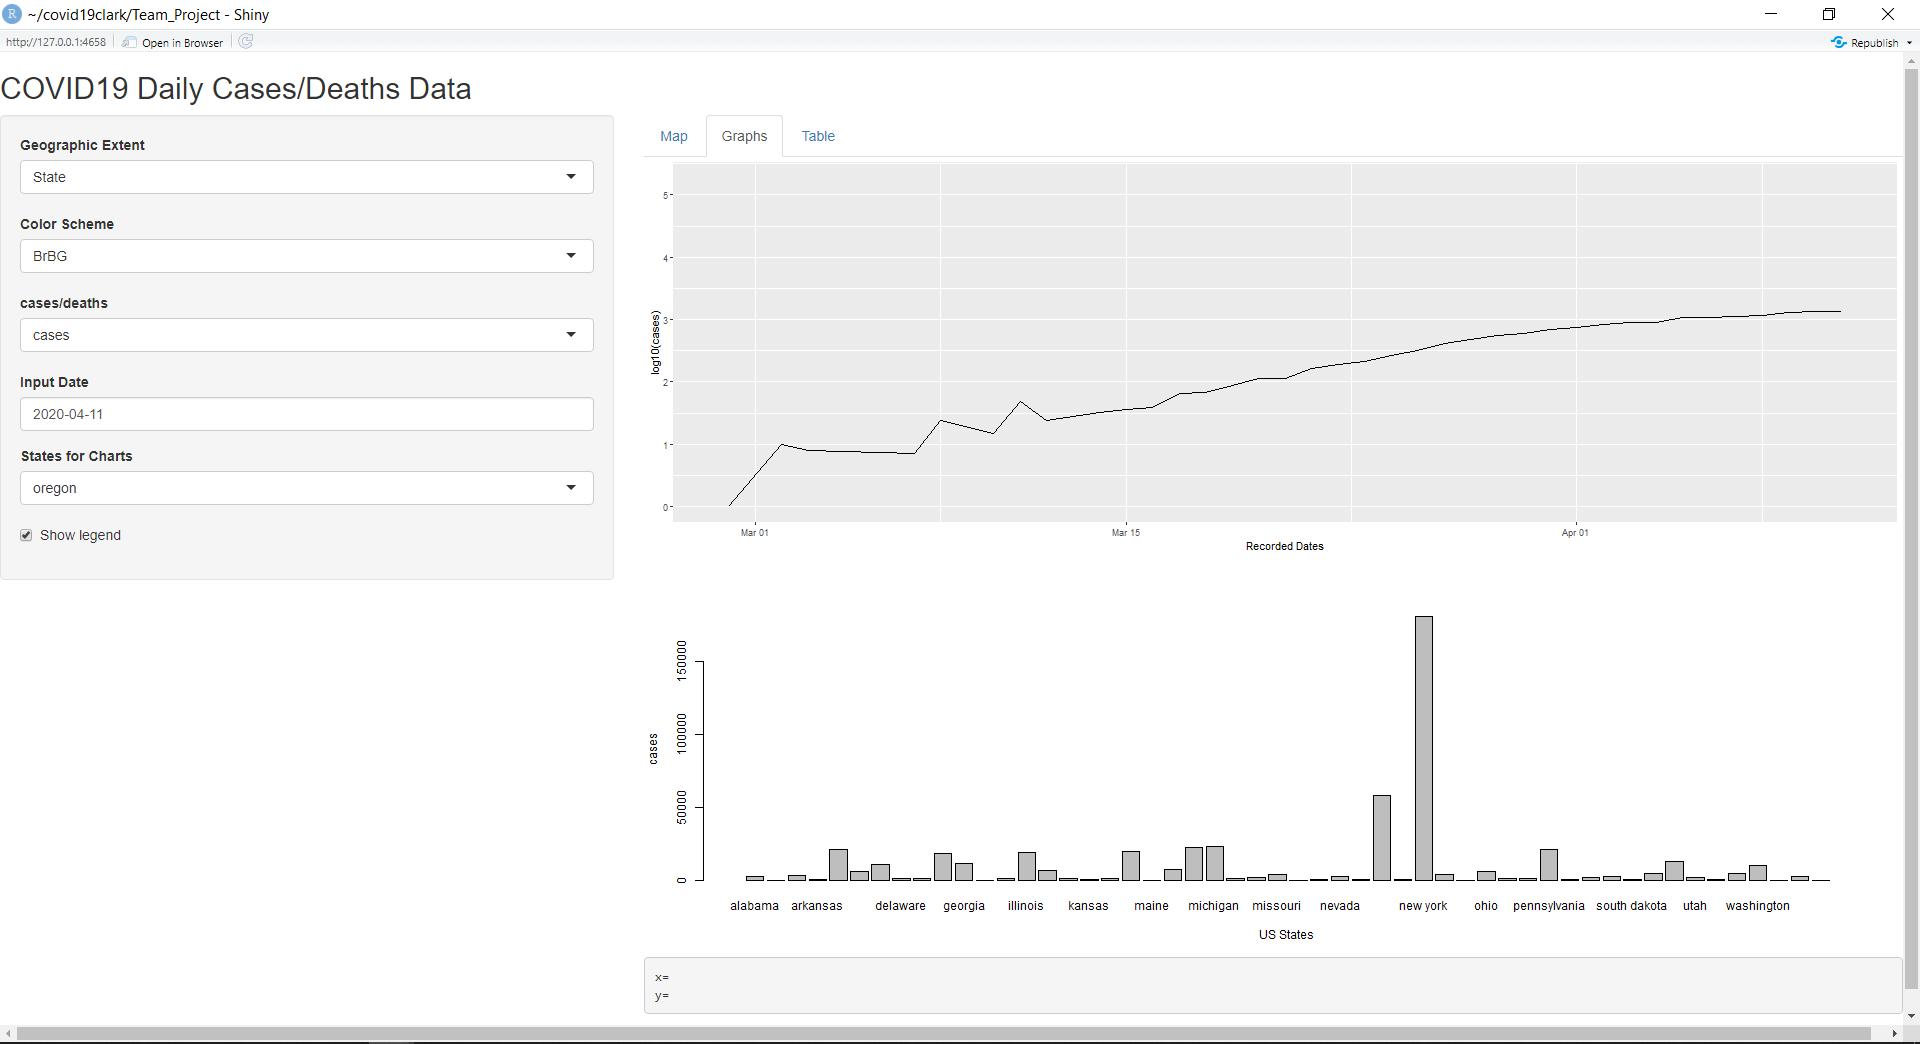 ~/covid19clark/Team_Project - Shiny
http://127.0.0.1:4658 Open in Browser Republish
COVID19 Daily Cases/Deaths Data
Geographic Extent
State
Color Scheme
BrBG
cases/deaths
cases
Input Date
2020-04-11
States for Charts
oregon
Show legend
Map Graphs Table
5
4
3
2
1
0
log10(cases)
Mar 01 Mar 15 Apr 01
Recorded Dates
150000
100000
50000
0
cases
alabama arkansas delaware georgia illinois kansas maine michigan missouri nevada new york ohio pennsylvania south dakota utah washington
US States
x=
y=